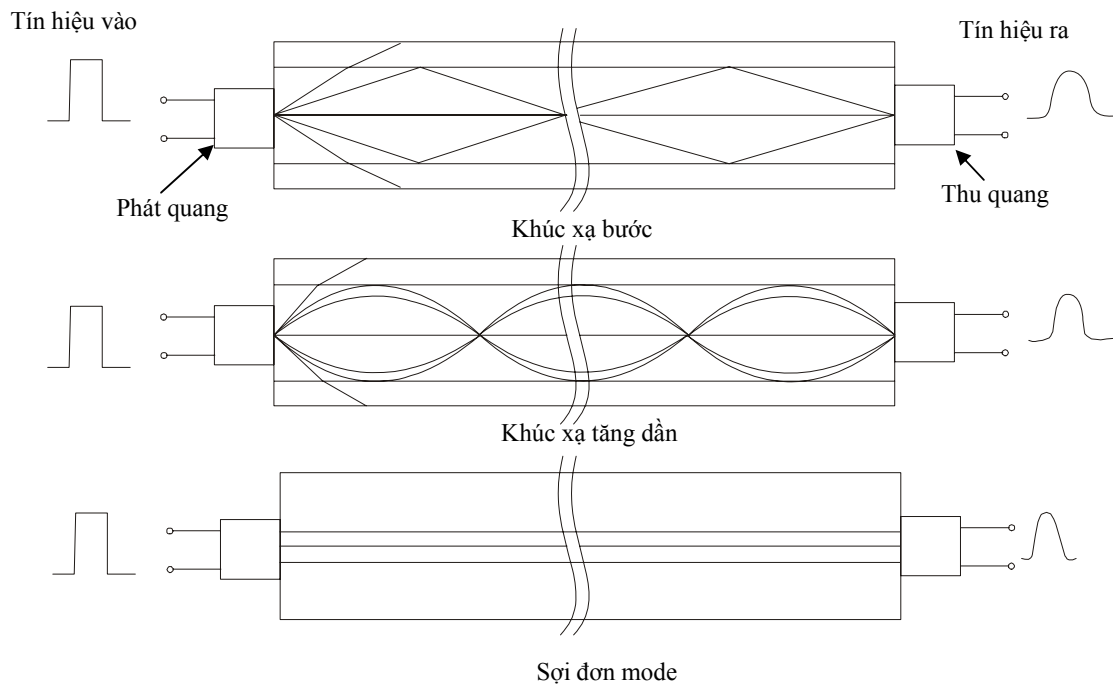 Tín hiệu vào
Tín hiệu ra
Phát quang
Thu quang
Khúc xạ bước
Khúc xạ tăng dần
Sợi đơn mode